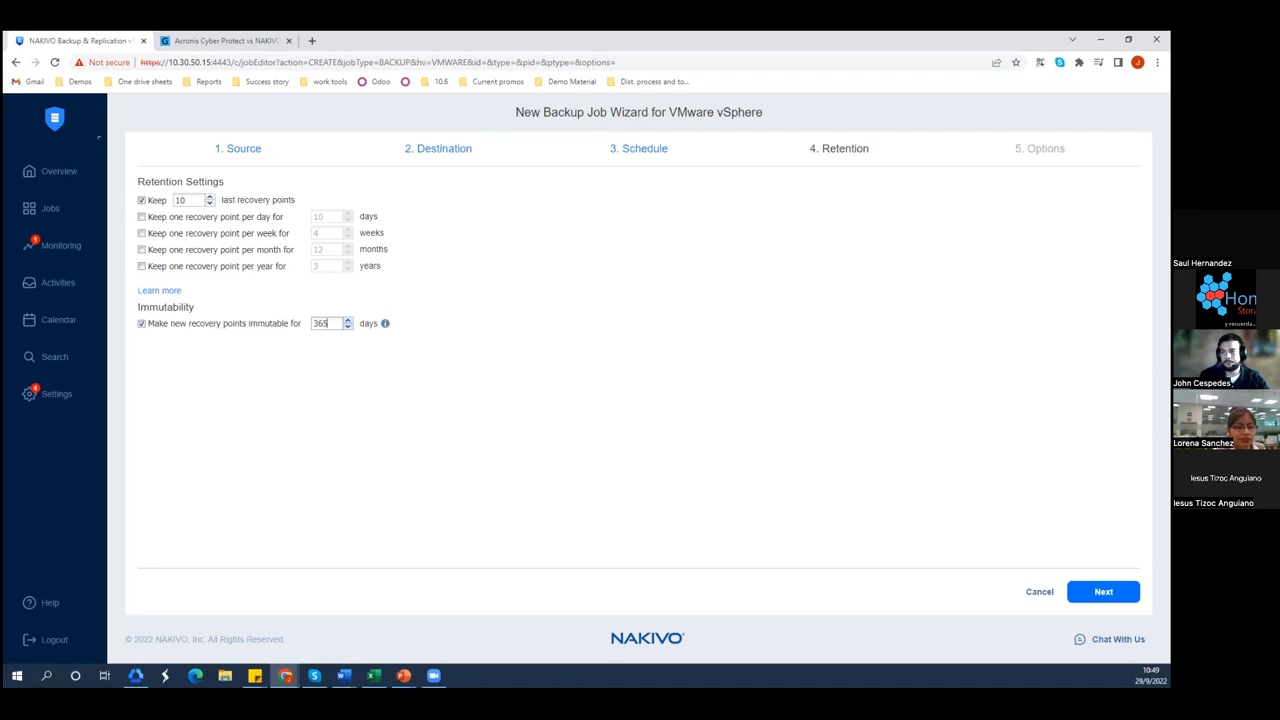 NAKIVO Backup & Replication v
Acronis Cyber Protect vs NAKIVO
Not secure
https://10.30.50.15:4443/c/jobEditor?action=CREATE&jobType=BACKUP&hv=VMWARE&id=&type=&pid=&ptype=&options=
J
Gmail
Demos
One drive sheets
Reports
Success story
work tools
Odoo
10.6
Current promos
Demo Material
Dist. process and to...
New Backup Job Wizard for VMware vSphere
1. Source
2. Destination
3. Schedule
4. Retention
5. Options
Overview
Jobs
1
Monitoring
Activities
Calendar
Search
4
Settings
Help
Logout
Retention Settings
Keep 10 last recovery points
Keep one recovery point per day for 10 days
Keep one recovery point per week for 4 weeks
Keep one recovery point per month for 12 months
Keep one recovery point per year for 3 years
Learn more
Immutability
Make new recovery points immutable for 365 days
Cancel
Next
© 2022 NAKIVO, Inc. All Rights Reserved.
NAKIVO®
Chat With Us
10:49
29/9/2022
Saul Hernandez
Hon
Stora
y recuerda...
John Cespedes
Lorena Sanchez
Iesus Tizoc Anguiano
Iesus Tizoc Anguiano